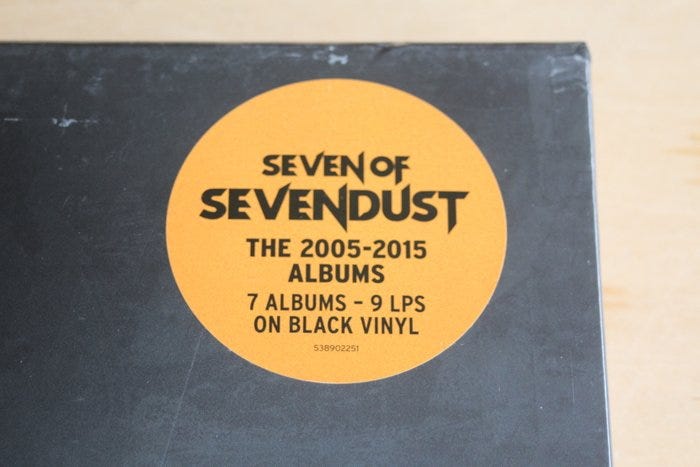 SEVEN OF
SEVENDUST
THE 2005-2015
ALBUMS
7 ALBUMS – 9 LPS
ON BLACK VINYL
538902251